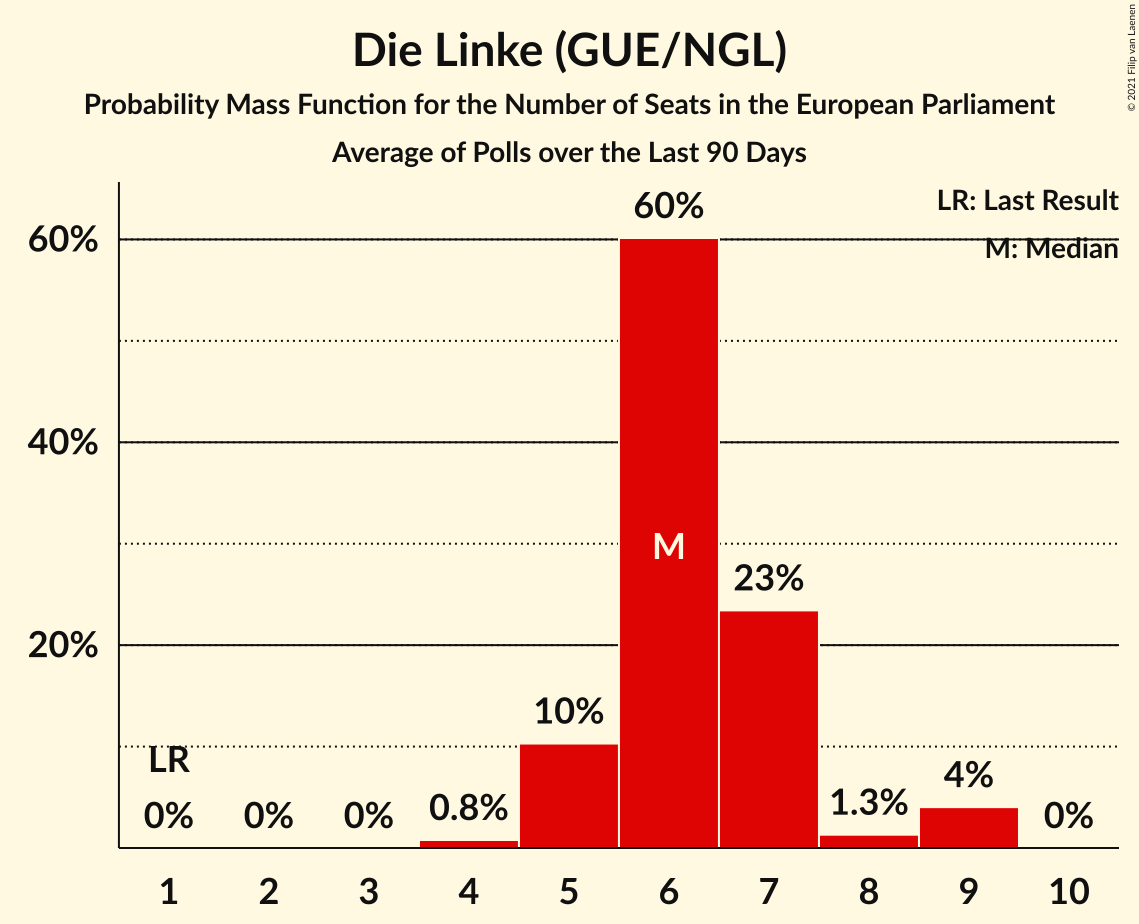 Die Linke (GUE/NGL)
Probability Mass Function for the Number of Seats in the European Parliament
Average of Polls over the Last 90 Days
© 2021 Filip van Laenen
LR: Last Result
M: Median
60%
40%
20%
LR
0%
0%
0%
0.8%
10%
60%
M
23%
1.3%
4%
0%
1 2 3 4 5 6 7 8 9 10